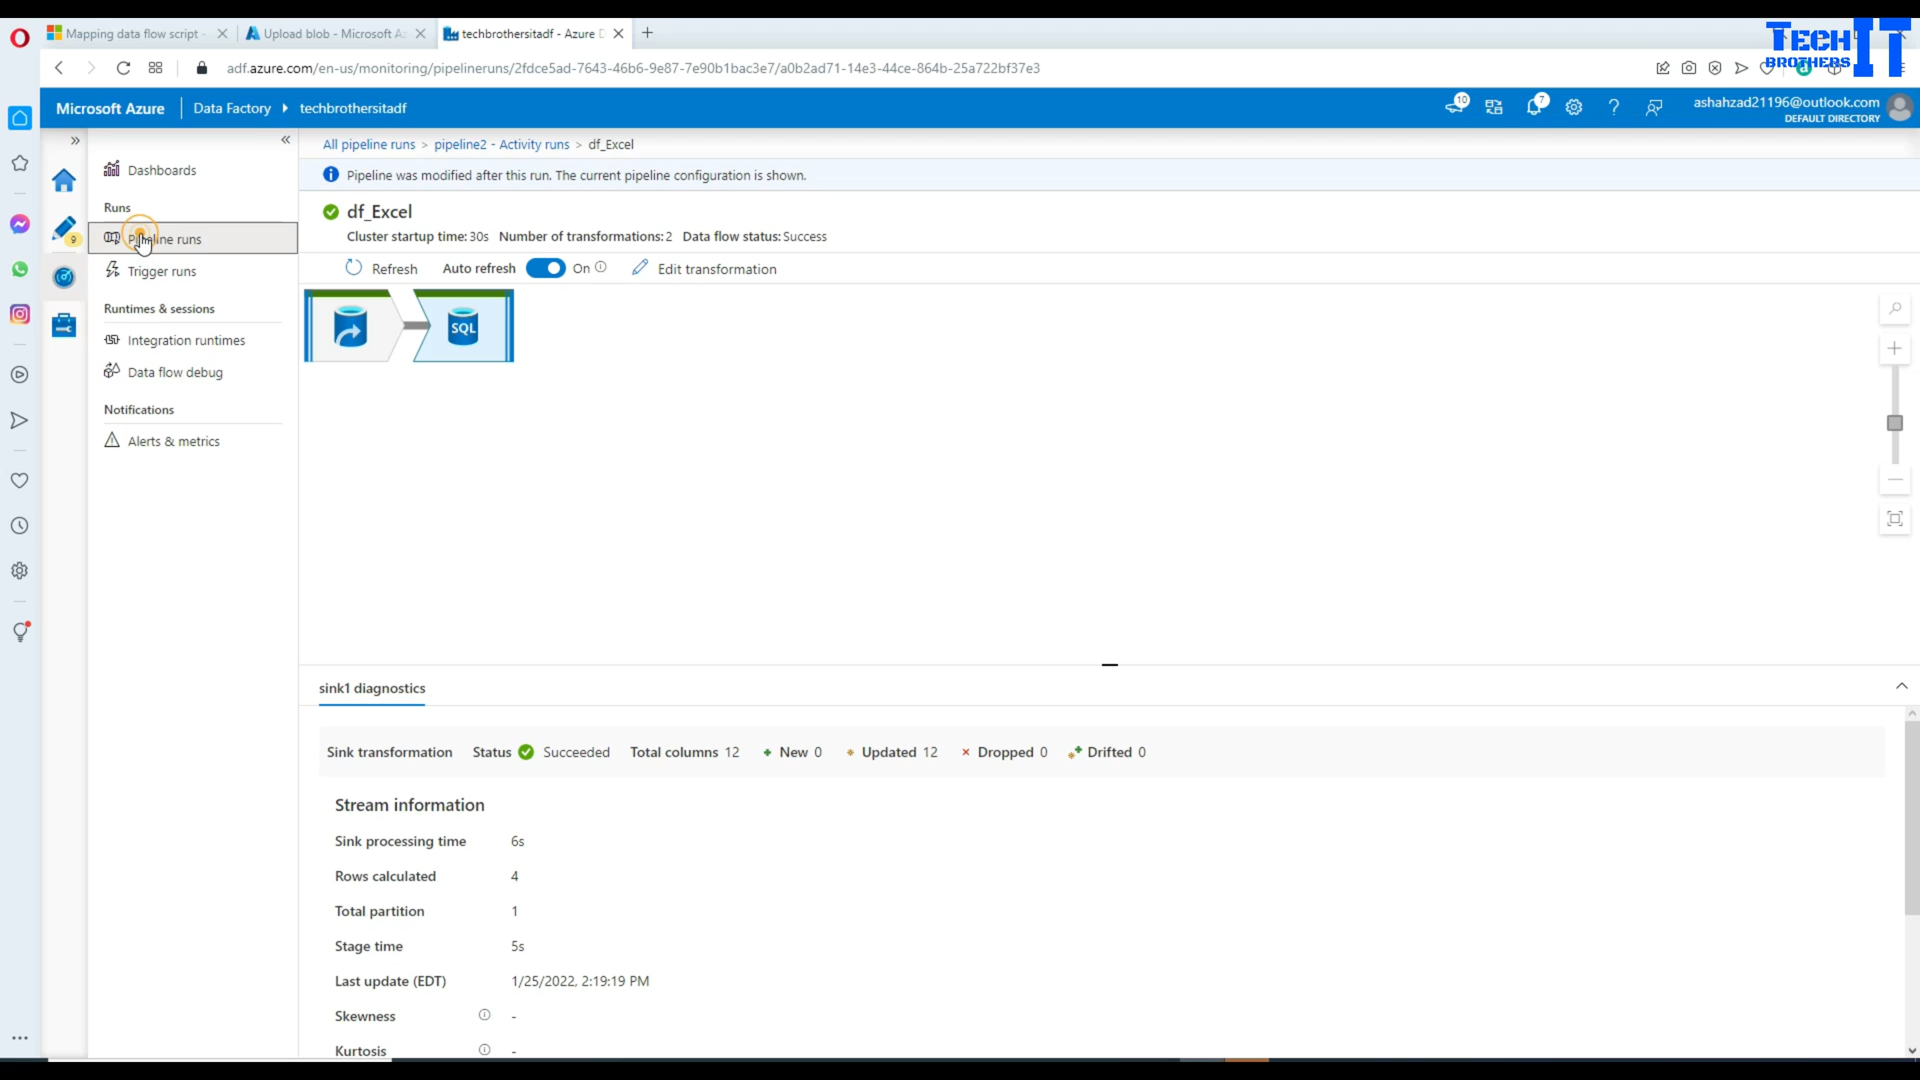 Mapping data flow script -
Upload blob - Microsoft Az
techbrothersitadf - Azure D
TECH IT
BROTHERS
adf.azure.com/en-us/monitoring/pipelineruns/2fdce5ad-7643-46b6-9e87-7e90b1bac3e7/a0b2ad71-14e3-44ce-864b-25a722bf37e3
Microsoft Azure
Data Factory
techbrothersitadf
10
7
ashahzad21196@outlook.com
DEFAULT DIRECTORY
All pipeline runs > pipeline2 - Activity runs > df_Excel
Pipeline was modified after this run. The current pipeline configuration is shown.
Dashboards
Runs
Pipeline runs
9
Trigger runs
Runtimes & sessions
Integration runtimes
Data flow debug
Notifications
Alerts & metrics
df_Excel
Cluster startup time: 30s Number of transformations: 2 Data flow status: Success
Refresh Auto refresh On Edit transformation
SQL
sink1 diagnostics
Sink transformation Status Succeeded Total columns 12 New 0 Updated 12 Dropped 0 Drifted 0
Stream information
Sink processing time 6s
Rows calculated 4
Total partition 1
Stage time 5s
Last update (EDT) 1/25/2022, 2:19:19 PM
Skewness -
Kurtosis -